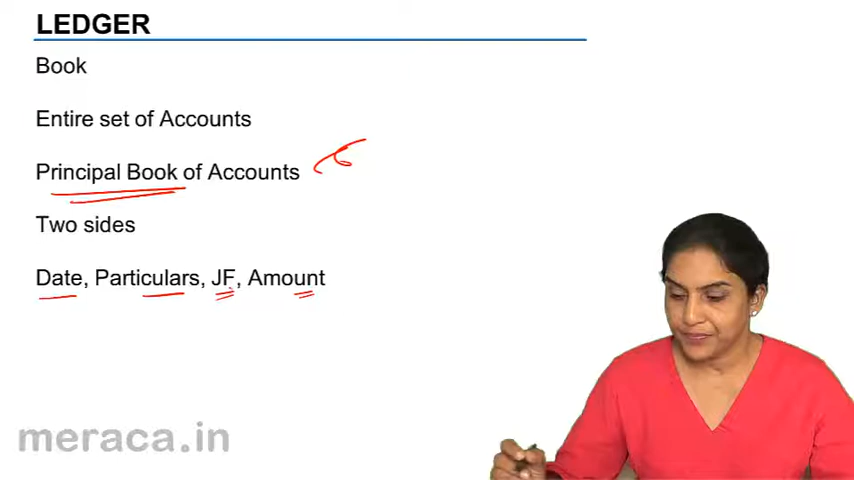 LEDGER
Book
Entire set of Accounts
Principal Book of Accounts
Two sides
Date, Particulars, JF, Amount
meraca.in